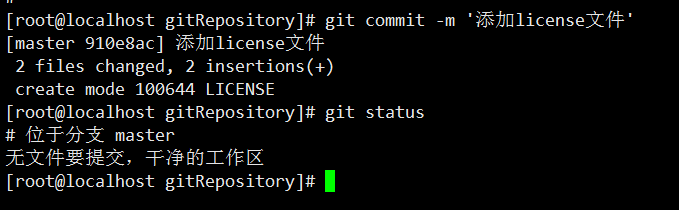 #
[root@localhost gitRepository]# git commit -m '添加license文件'
[master 910e8ac] 添加license文件
 2 files changed, 2 insertions(+)
 create mode 100644 LICENSE
[root@localhost gitRepository]# git status
# 位于分支 master
无文件要提交，干净的工作区
[root@localhost gitRepository]#